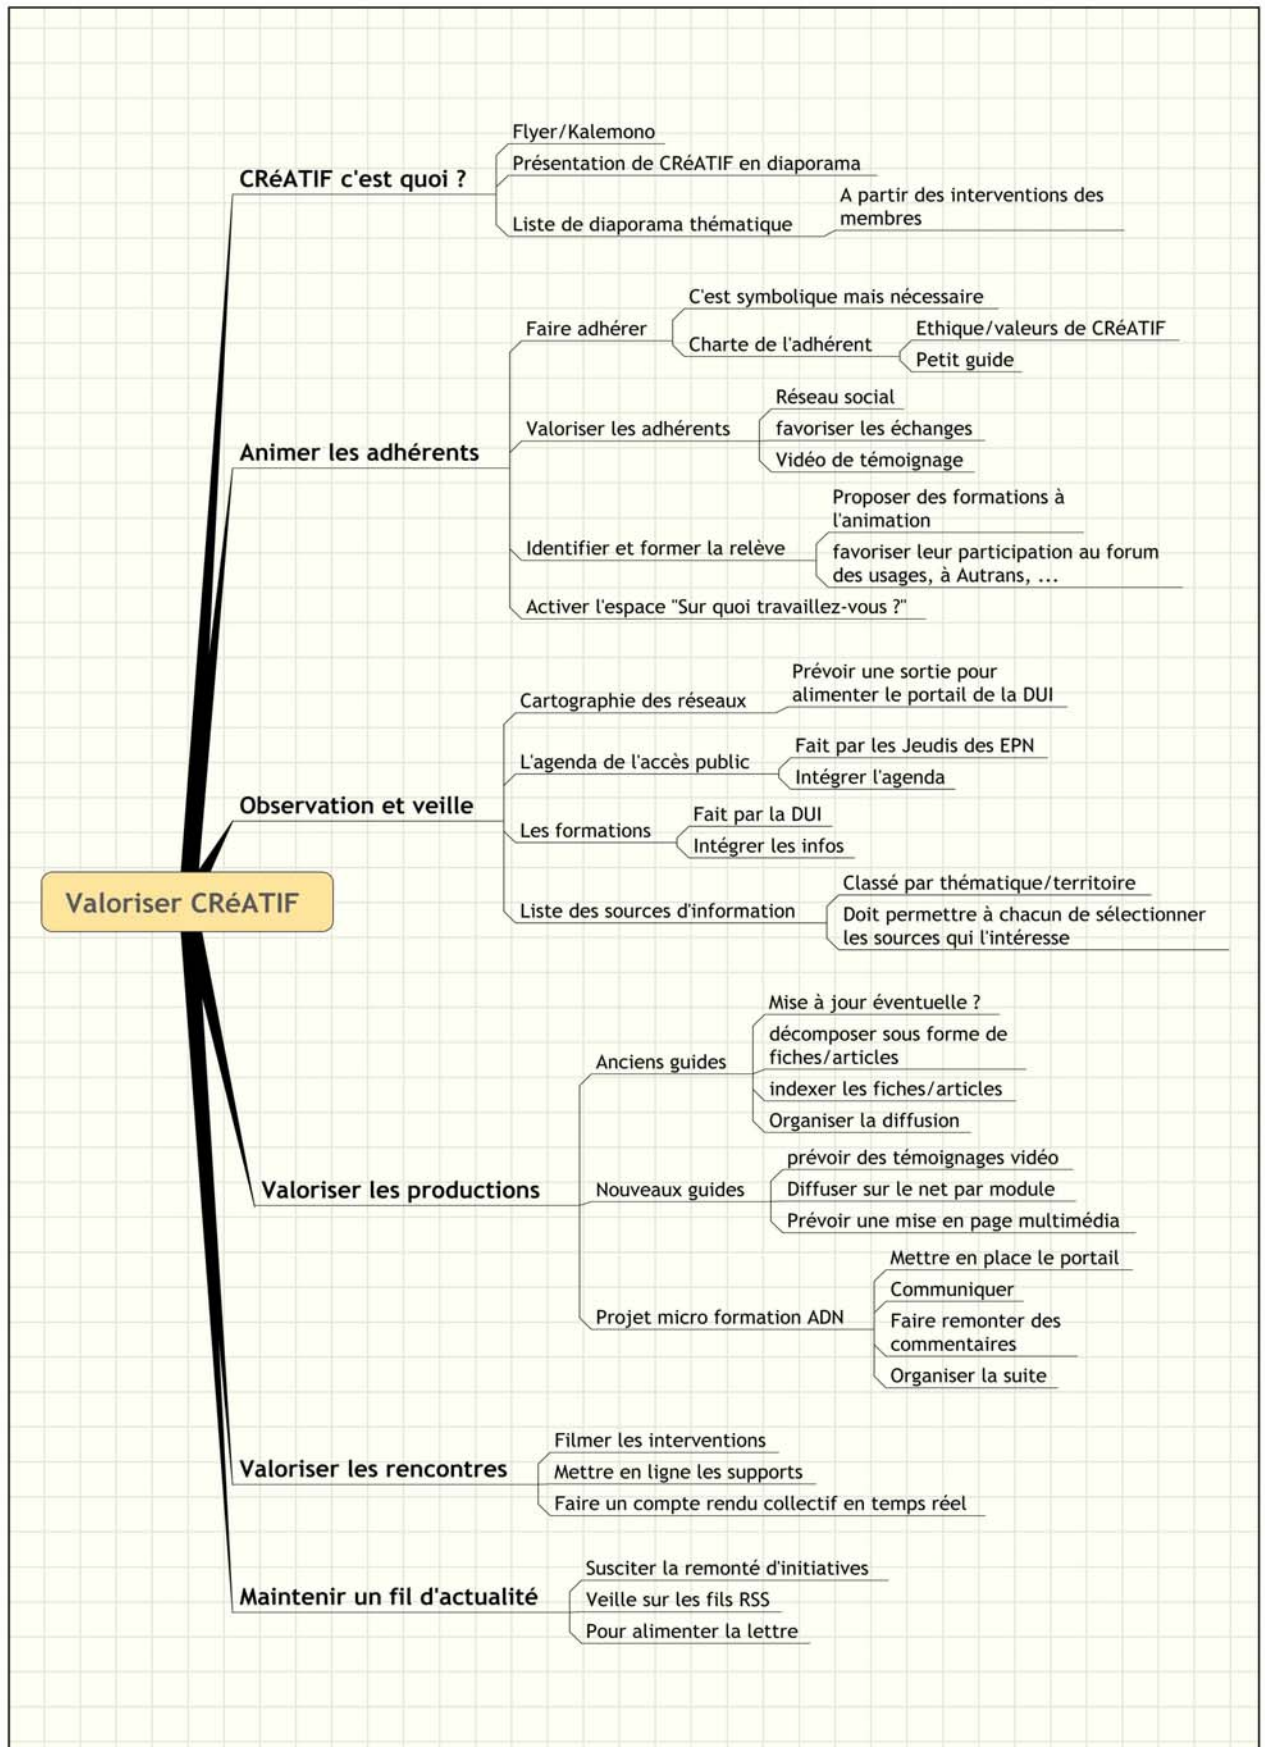 Flyer/Kalemono
Présentation de CRéATIF en diaporama
CRéATIF c'est quoi ?
A partir des interventions des
membres
Liste de diaporama thématique
C'est symbolique mais nécessaire
Faire adhérer
Ethique/valeurs de CRéATIF
Charte de l'adhérent
Petit guide
Réseau social
Valoriser les adhérents
favoriser les échanges
Animer les adhérents
Vidéo de témoignage
Proposer des formations à
l'animation
Identifier et former la relève
favoriser leur participation au forum
des usages, à Autrans, ...
Activer l'espace "Sur quoi travaillez-vous ?"
Prévoir une sortie pour
alimenter le portail de la DUI
Cartographie des réseaux
Fait par les Jeudis des EPN
L'agenda de l'accès public
Intégrer l'agenda
Observation et veille
Fait par la DUI
Les formations
Intégrer les infos
Classé par thématique/territoire
Liste des sources d'information
Doit permettre à chacun de sélectionner
les sources qui l'intéresse
Valoriser CRéATIF
Mise à jour éventuelle ?
décomposer sous forme de
fiches/articles
Anciens guides
indexer les fiches/articles
Organiser la diffusion
prévoir des témoignages vidéo
Valoriser les productions
Nouveaux guides
Diffuser sur le net par module
Prévoir une mise en page multimédia
Mettre en place le portail
Communiquer
Projet micro formation ADN
Faire remonter des
commentaires
Organiser la suite
Filmer les interventions
Valoriser les rencontres
Mettre en ligne les supports
Faire un compte rendu collectif en temps réel
Susciter la remonté d'initiatives
Maintenir un fil d'actualité
Veille sur les fils RSS
Pour alimenter la lettre